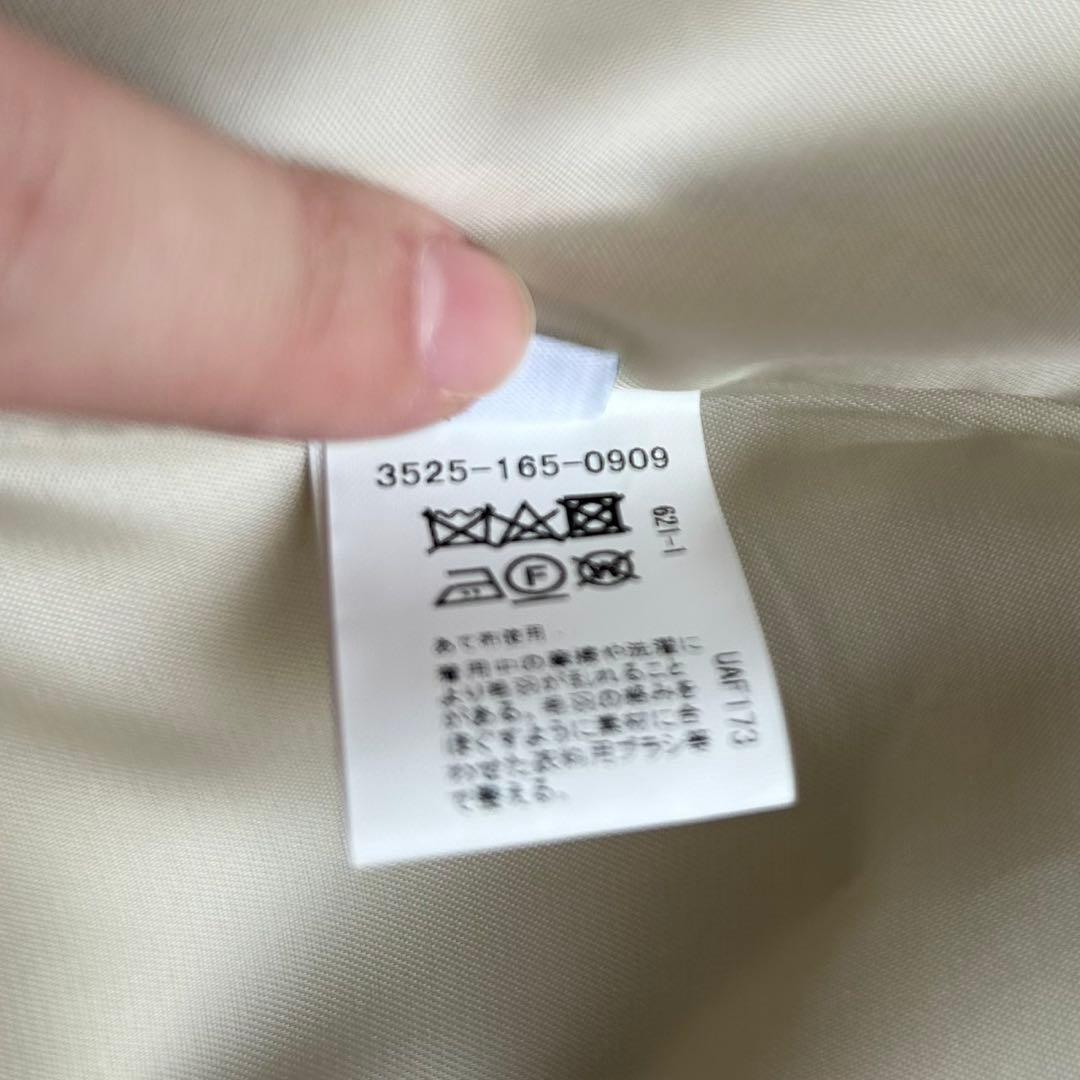 3525-165-0909
621-1
F
W
あて布使用
着用中の摩擦や洗濯に
より毛羽が乱れること
がある。毛羽の絡みを
ほぐすように素材に合
わせた衣料用ブラシ等
で整える。
UAF173